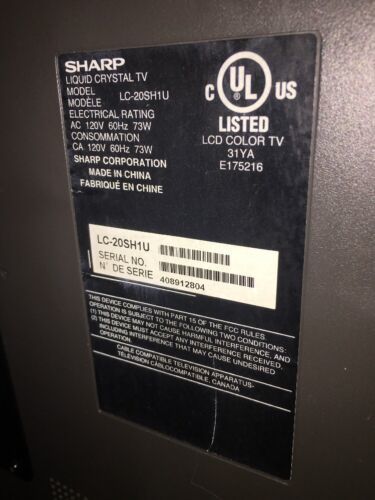 SHARP
LIQUID CRYSTAL TV
MODEL
MODÈLE LC-20SH1U
ELECTRICAL RATING
AC 120V 60Hz 73W
CONSOMMATION
CA 120V 60Hz 73W
SHARP CORPORATION
MADE IN CHINA
FABRIQUÉ EN CHINE
C UL US
LISTED
LCD COLOR TV
31YA
E175216
LC-20SH1U
SERIAL NO.
N° DE SERIE
408912804
THIS DEVICE COMPLIES WITH PART 15 OF THE FCC RULES
OPERATION IS SUBJECT TO THE FOLLOWING TWO CONDITIONS:
(1) THIS DEVICE MAY NOT CAUSE HARMFUL INTERFERENCE, AND
(2) THIS DEVICE MUST ACCEPT ANY INTERFERENCE RECEIVED,
INCLUDING INTERFERENCE THAT MAY CAUSE UNDESIRED
OPERATION.
CABLE COMPATIBLE TELEVISION APPARATUS-
TÉLÉVISION CÂBLOCOMPATIBLE, CANADA